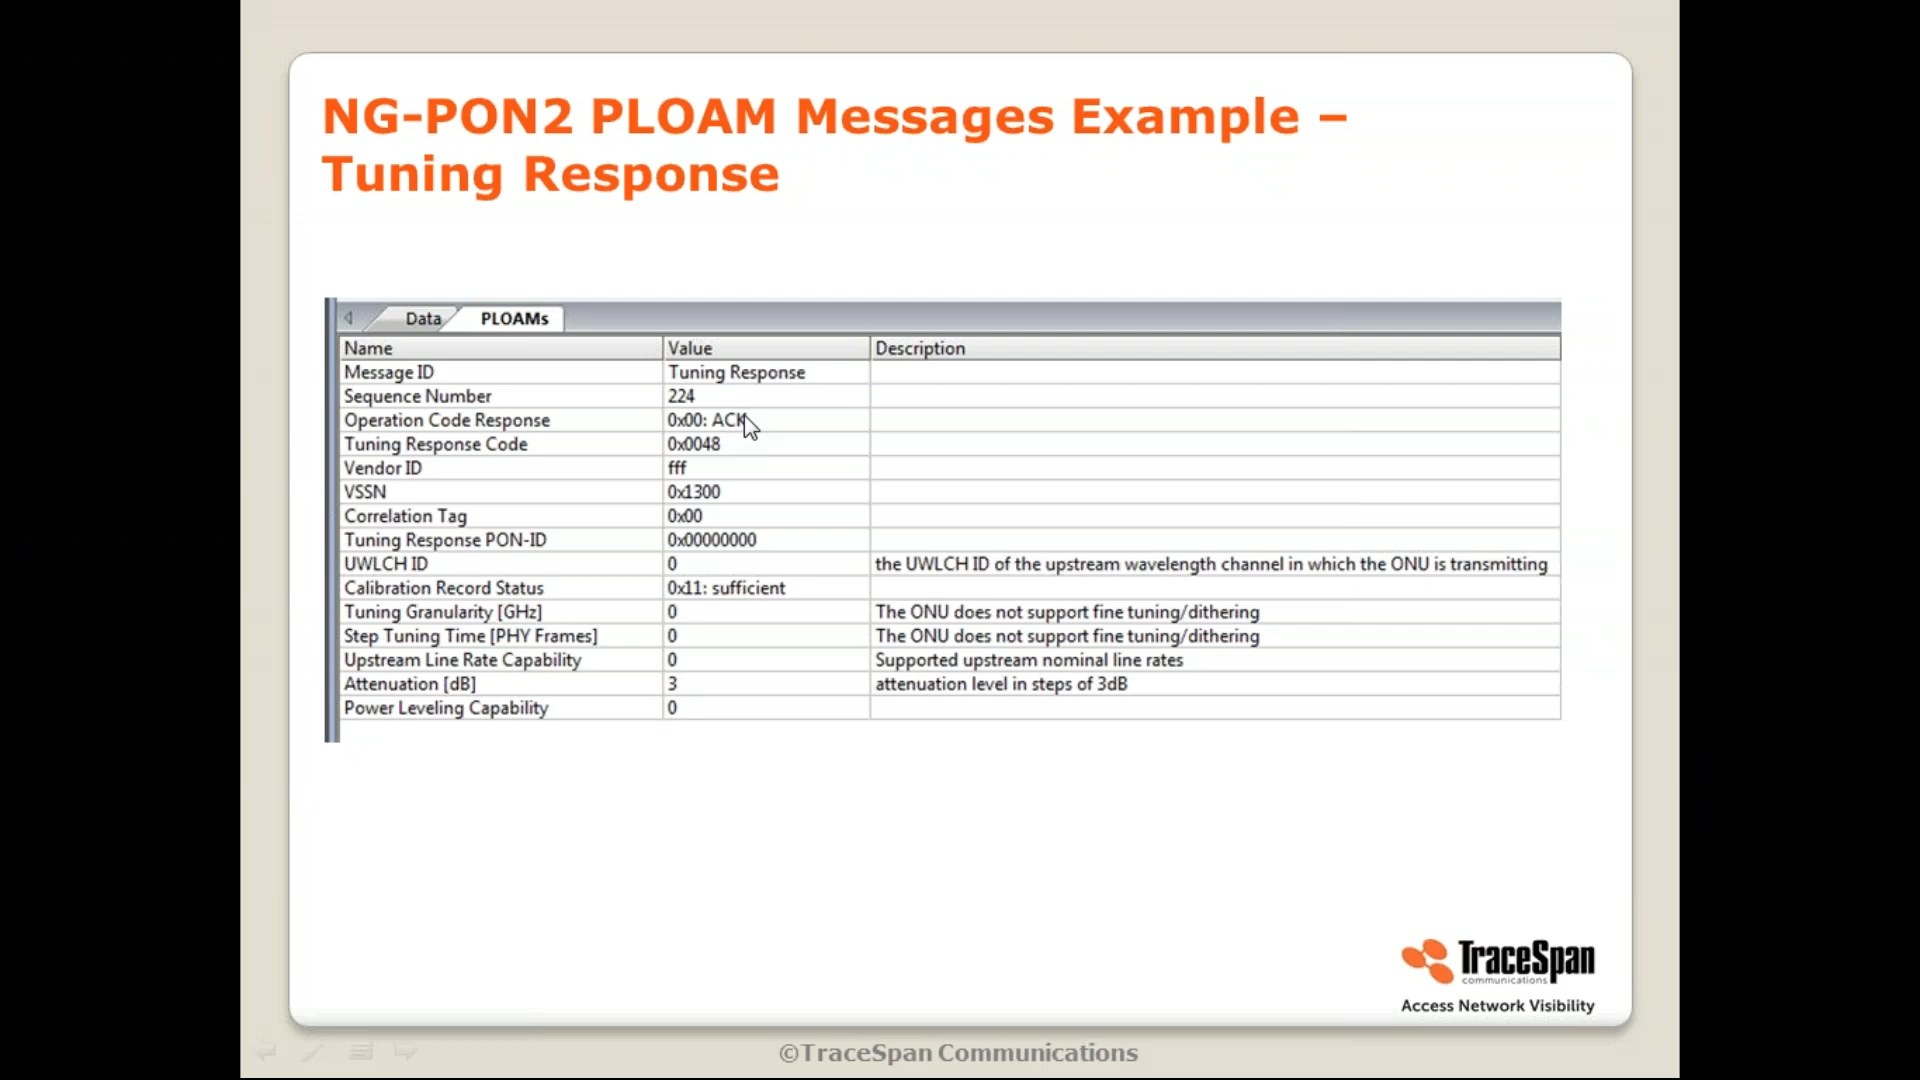 NG-PON2 PLOAM Messages Example –
Tuning Response
Data PLOAMs
Name Value Description
Message ID Tuning Response
Sequence Number 224
Operation Code Response 0x00: ACK
Tuning Response Code 0x0048
Vendor ID fff
VSSN 0x1300
Correlation Tag 0x00
Tuning Response PON-ID 0x00000000
UWLCH ID 0 the UWLCH ID of the upstream wavelength channel in which the ONU is transmitting
Calibration Record Status 0x11: sufficient
Tuning Granularity [GHz] 0 The ONU does not support fine tuning/dithering
Step Tuning Time [PHY Frames] 0 The ONU does not support fine tuning/dithering
Upstream Line Rate Capability 0 Supported upstream nominal line rates
Attenuation [dB] 3 attenuation level in steps of 3dB
Power Leveling Capability 0
TraceSpan
communications
Access Network Visibility
©TraceSpan Communications